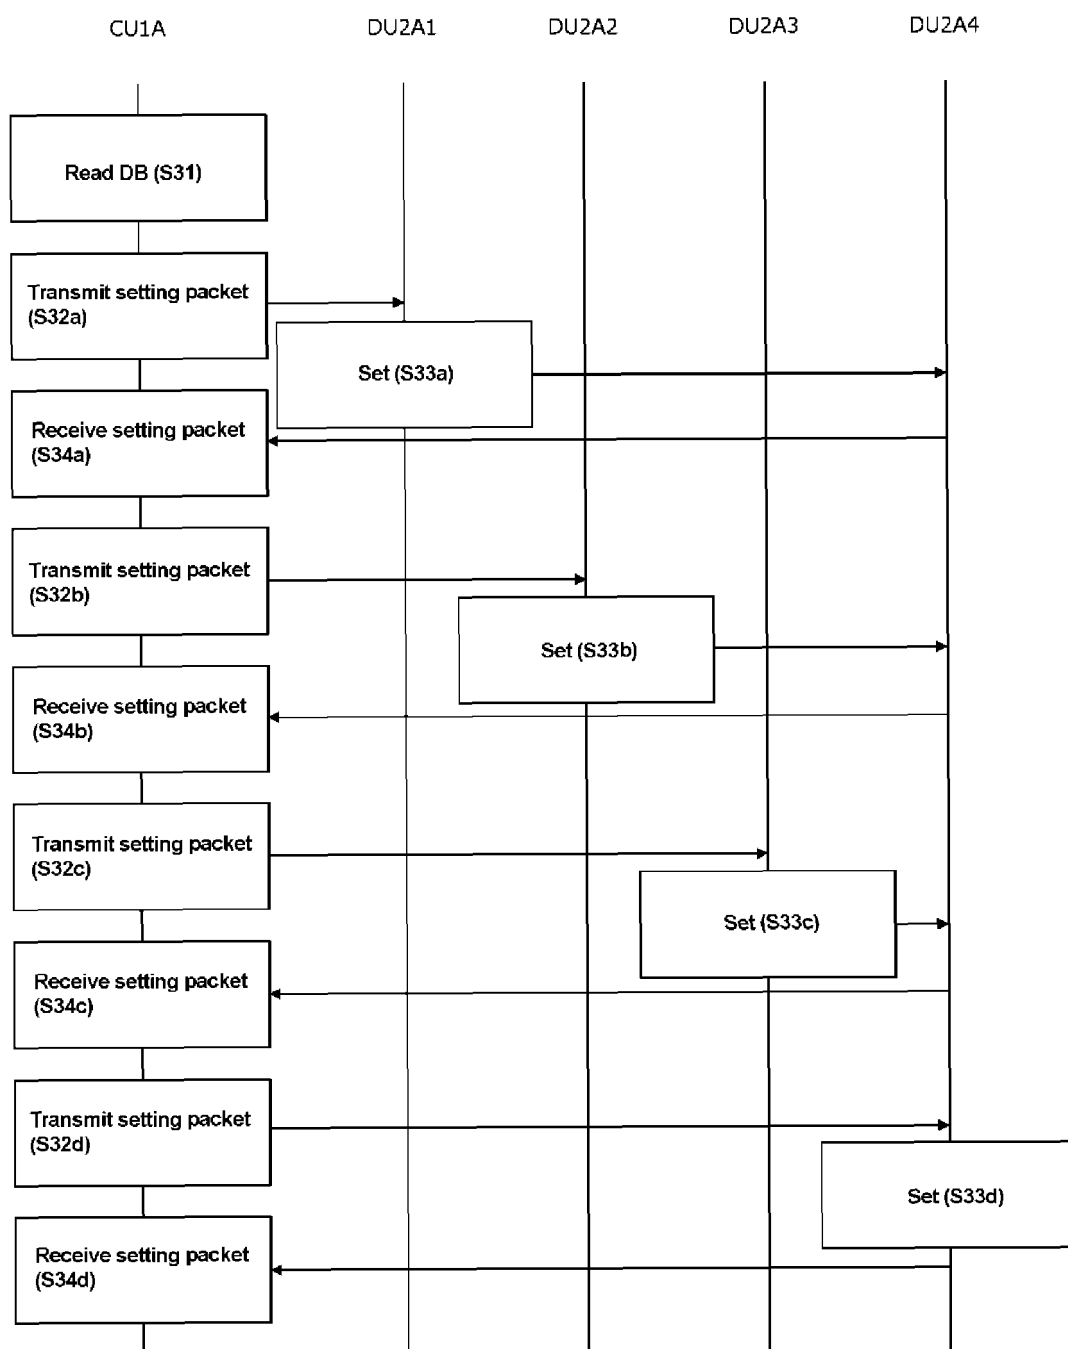 CU1A DU2A1 DU2A2 DU2A3 DU2A4
Read DB (S31)
Transmit setting packet
(S32a)
Set (S33a)
Receive setting packet
(S34a)
Transmit setting packet
(S32b)
Set (S33b)
Receive setting packet
(S34b)
Transmit setting packet
(S32c)
Set (S33c)
Receive setting packet
(S34c)
Transmit setting packet
(S32d)
Set (S33d)
Receive setting packet
(S34d)